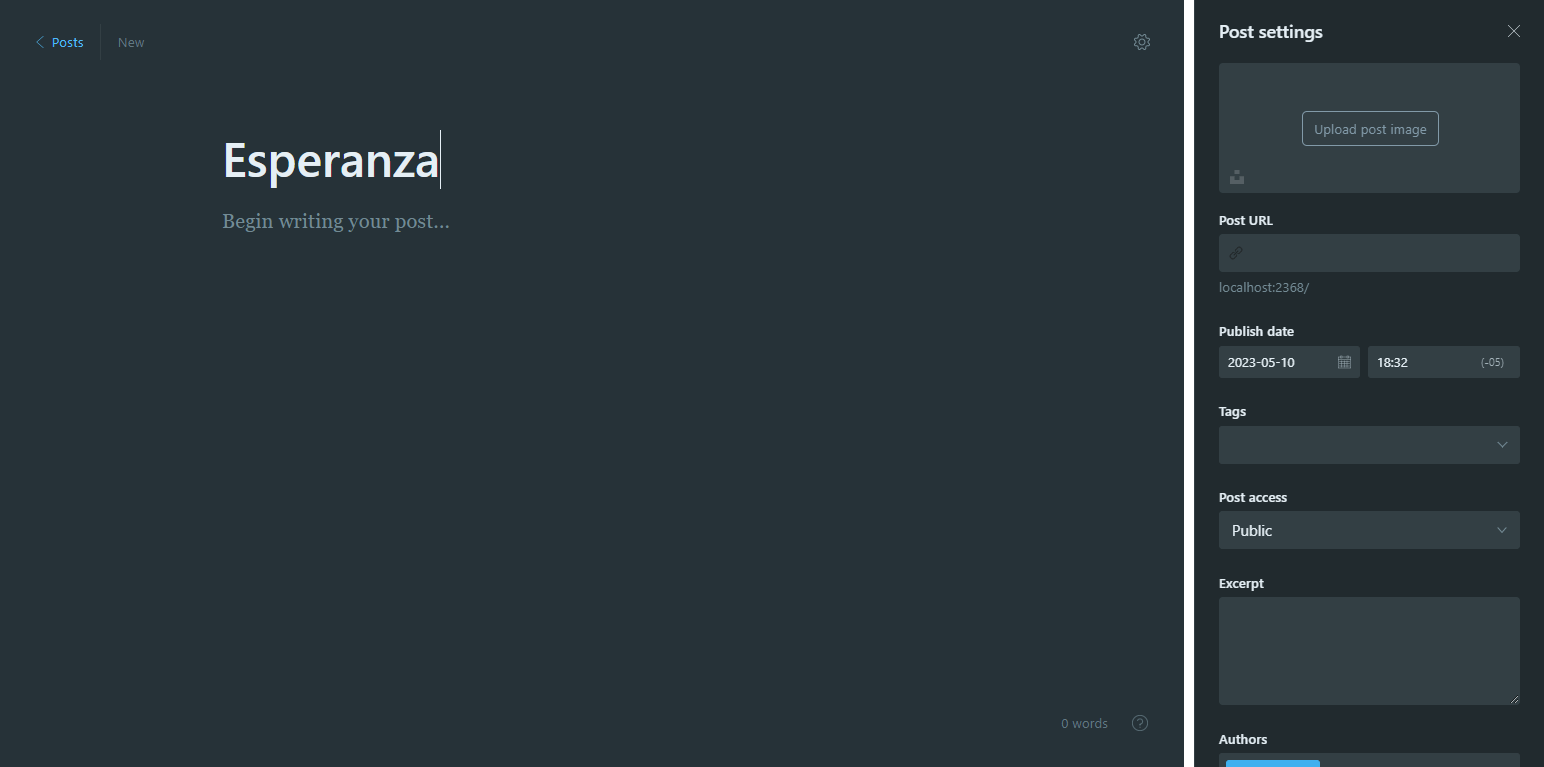 Posts
New
Esperanza
Begin writing your post...
0 words
Post settings
Upload post image
Post URL
localhost:2368/
Publish date
2023-05-10
18:32
(-05)
Tags
Post access
Public
Excerpt
Authors